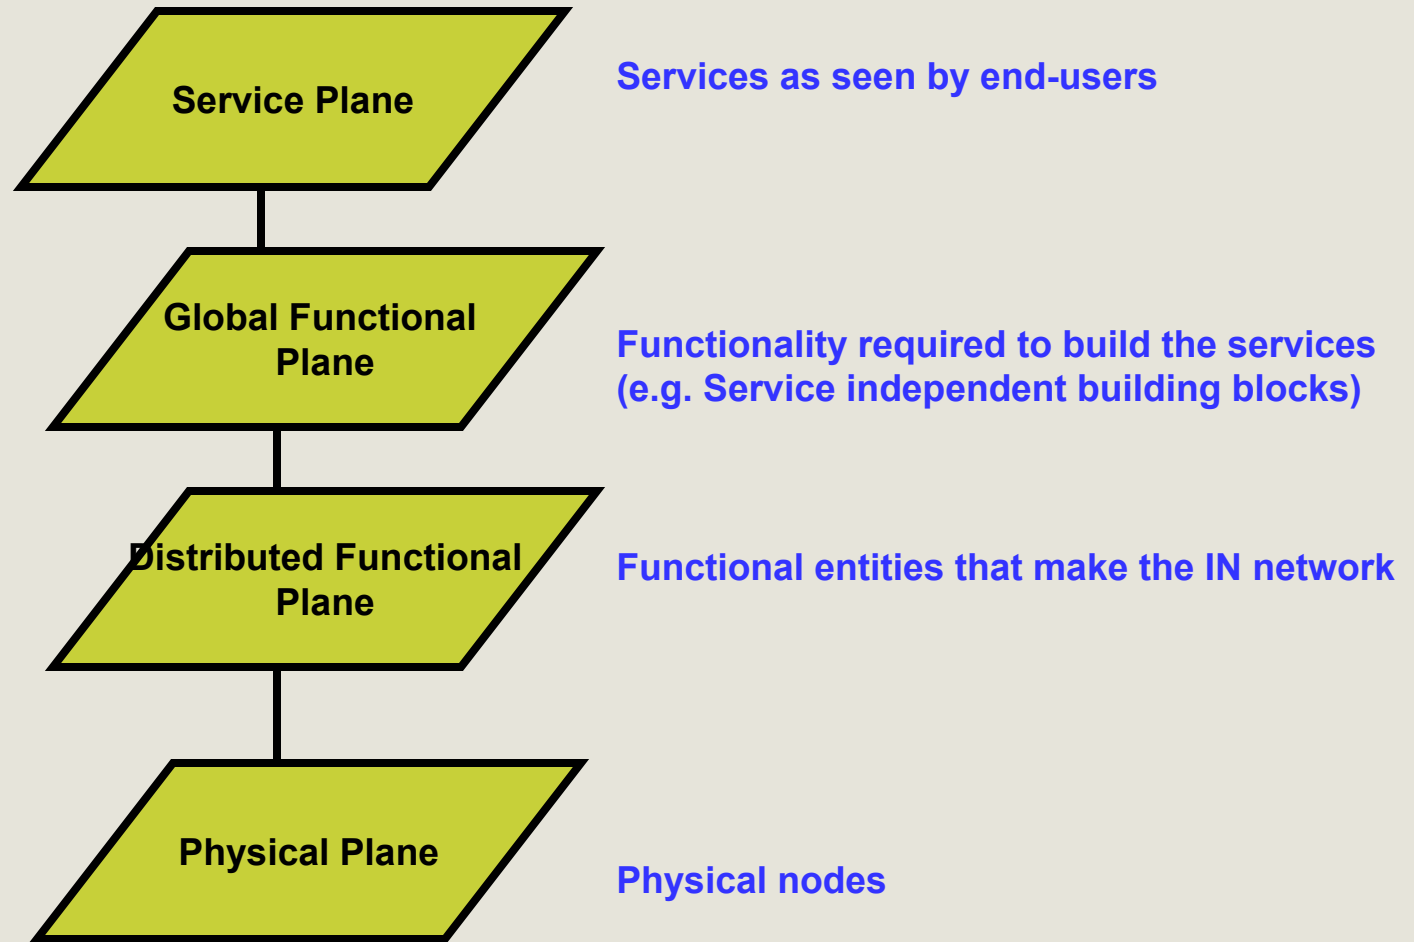 Service Plane
Services as seen by end-users
Global Functional
Plane
Functionality required to build the services
(e.g. Service independent building blocks)
Distributed Functional
Plane
Functional entities that make the IN network
Physical Plane
Physical nodes